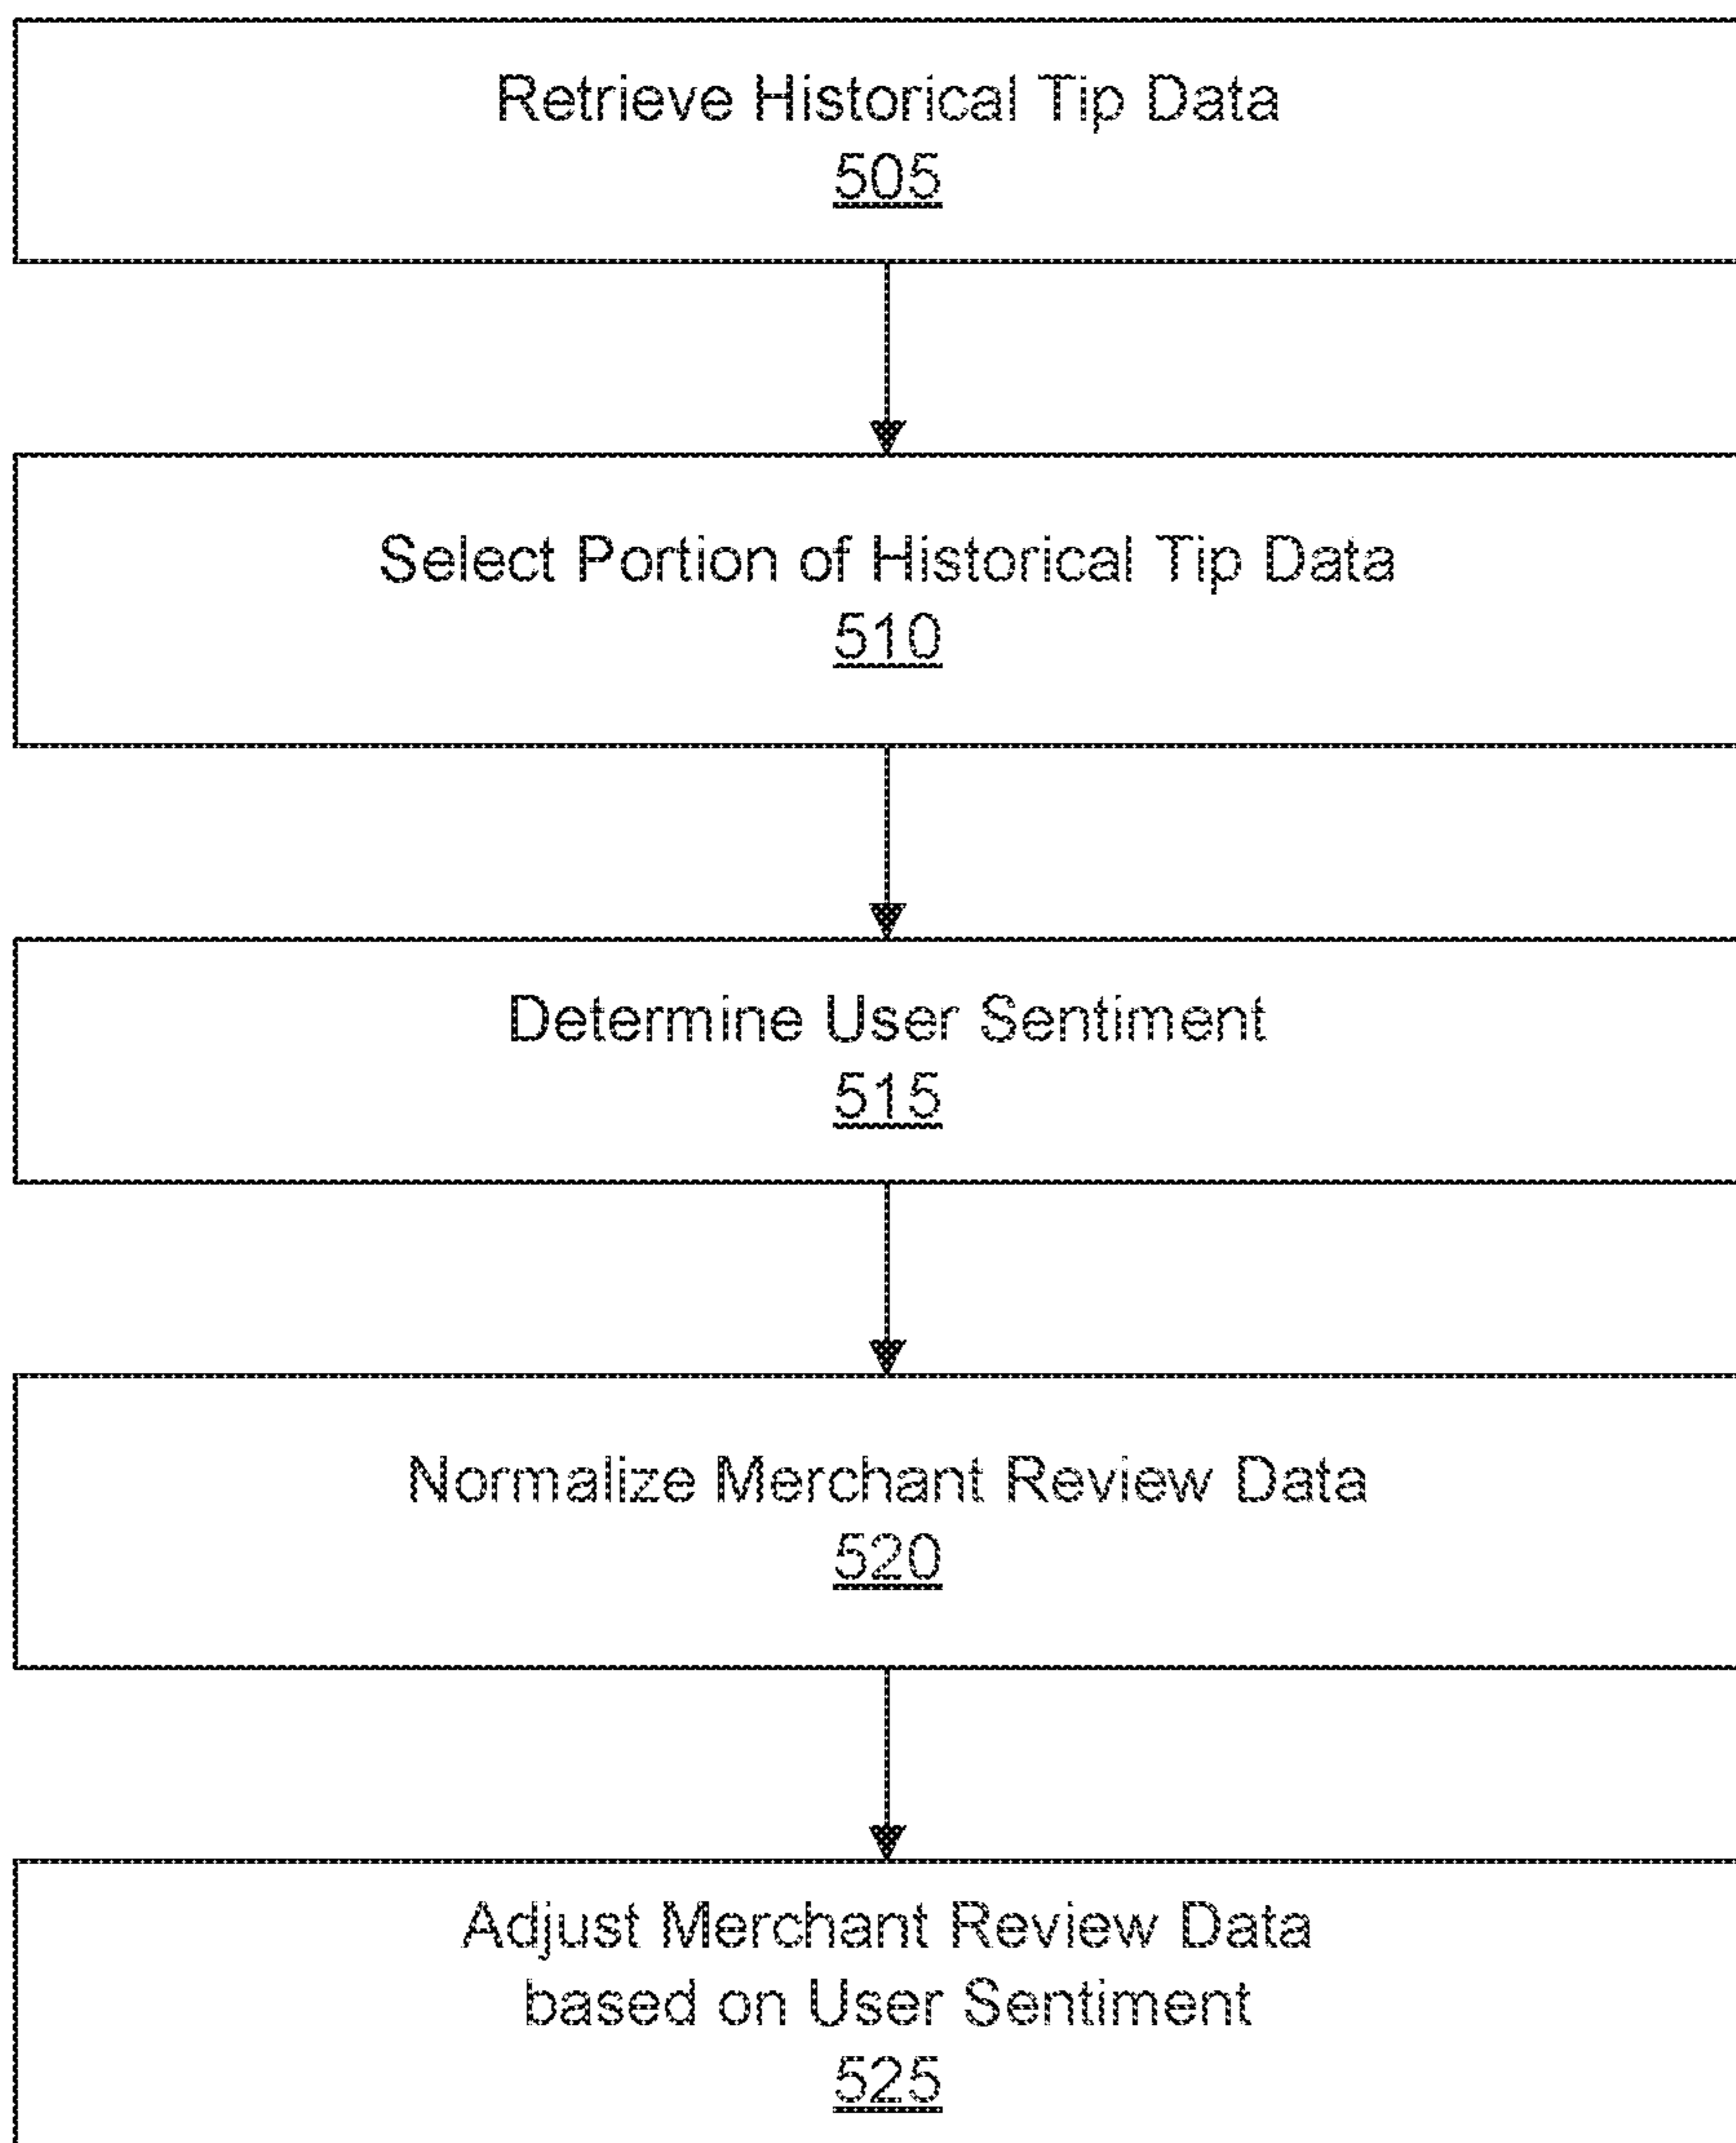 Retrieve Historical Tip Data
505
Select Portion of Historical Tip Data
510
Determine User Sentiment
515
Normalize Merchant Review Data
520
Adjust Merchant Review Data
based on User Sentiment
525